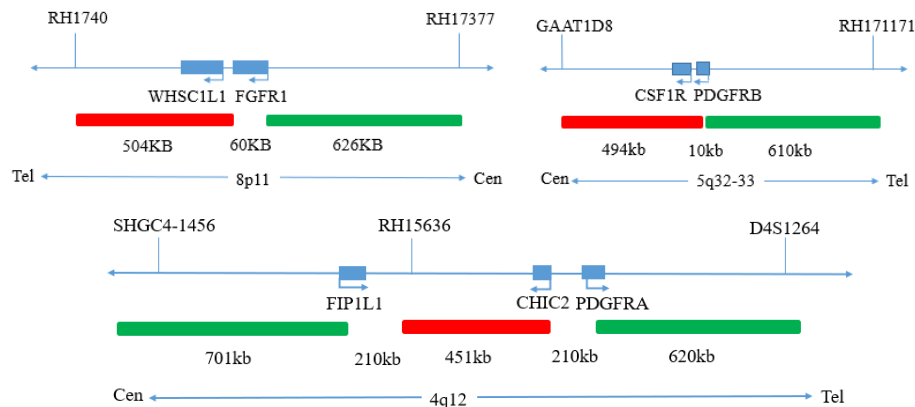 RH1740
RH17377
WHSC1L1 FGFR1
504KB 60KB 626KB
Tel 8p11 Cen
GAAT1D8
RH171171
CSF1R PDGFRB
494kb 10kb 610kb
Cen 5q32-33 Tel
SHGC4-1456 RH15636 D4S1264
FIP1L1 CHIC2 PDGFRA
701kb 210kb 451kb 210kb 620kb
Cen 4q12 Tel